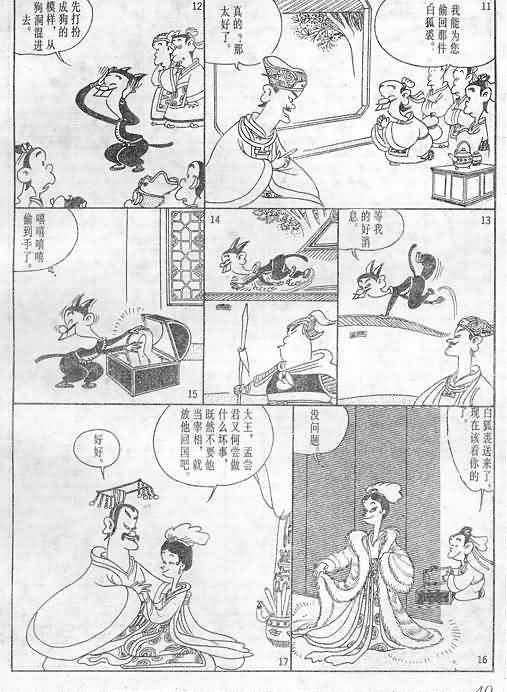 11
我能为您
偷回那件
白狐裘。
真的?那
太好了。
12
先打扮
成狗的
模样,从
狗洞混进
去。
13
等我
的好消
息。
14
嘻嘻嘻嘻
偷到手了。
15
白狐裘送来了。
现在该看你的
了。
没问题。
16
大王,孟尝
君又何尝做
什么坏事,
既然不要他
当宰相,就
放他回国吧。
好好。
17